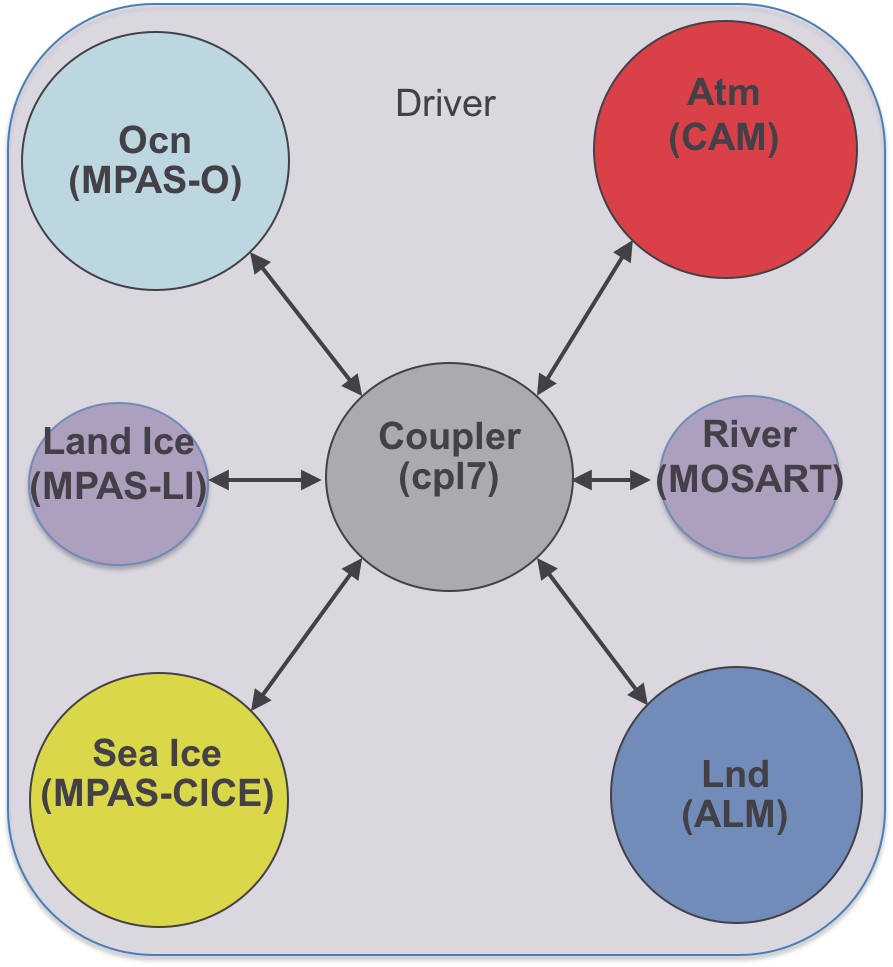 Driver
Ocn
(MPAS-O)
Atm
(CAM)
Land Ice
(MPAS-LI)
Coupler
(cpl7)
River
(MOSART)
Sea Ice
(MPAS-CICE)
Lnd
(ALM)